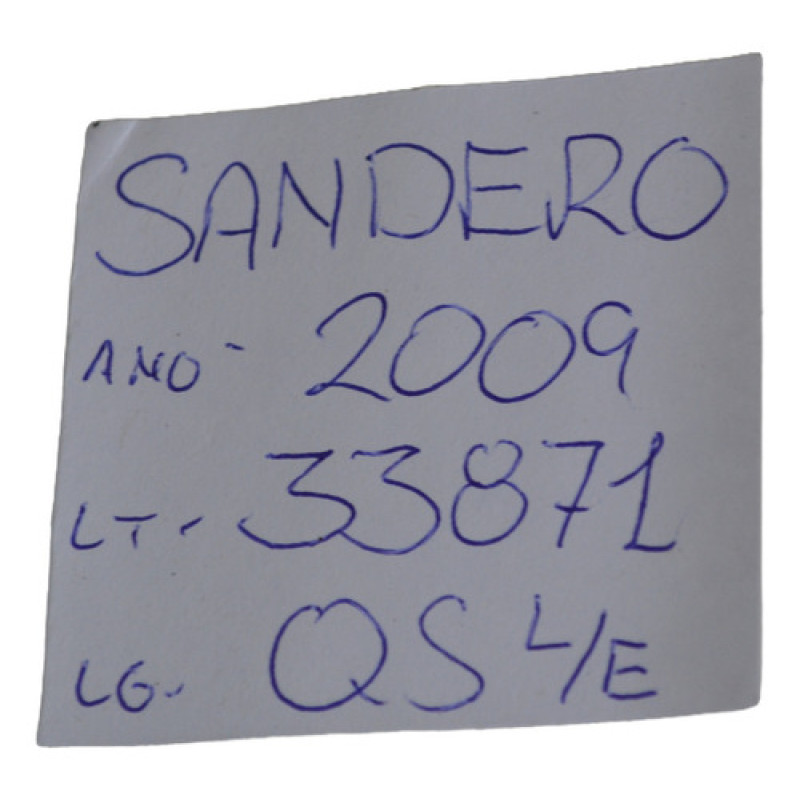 SANDERO
ANO- 2009
LT- 33871
LG- QS L/E